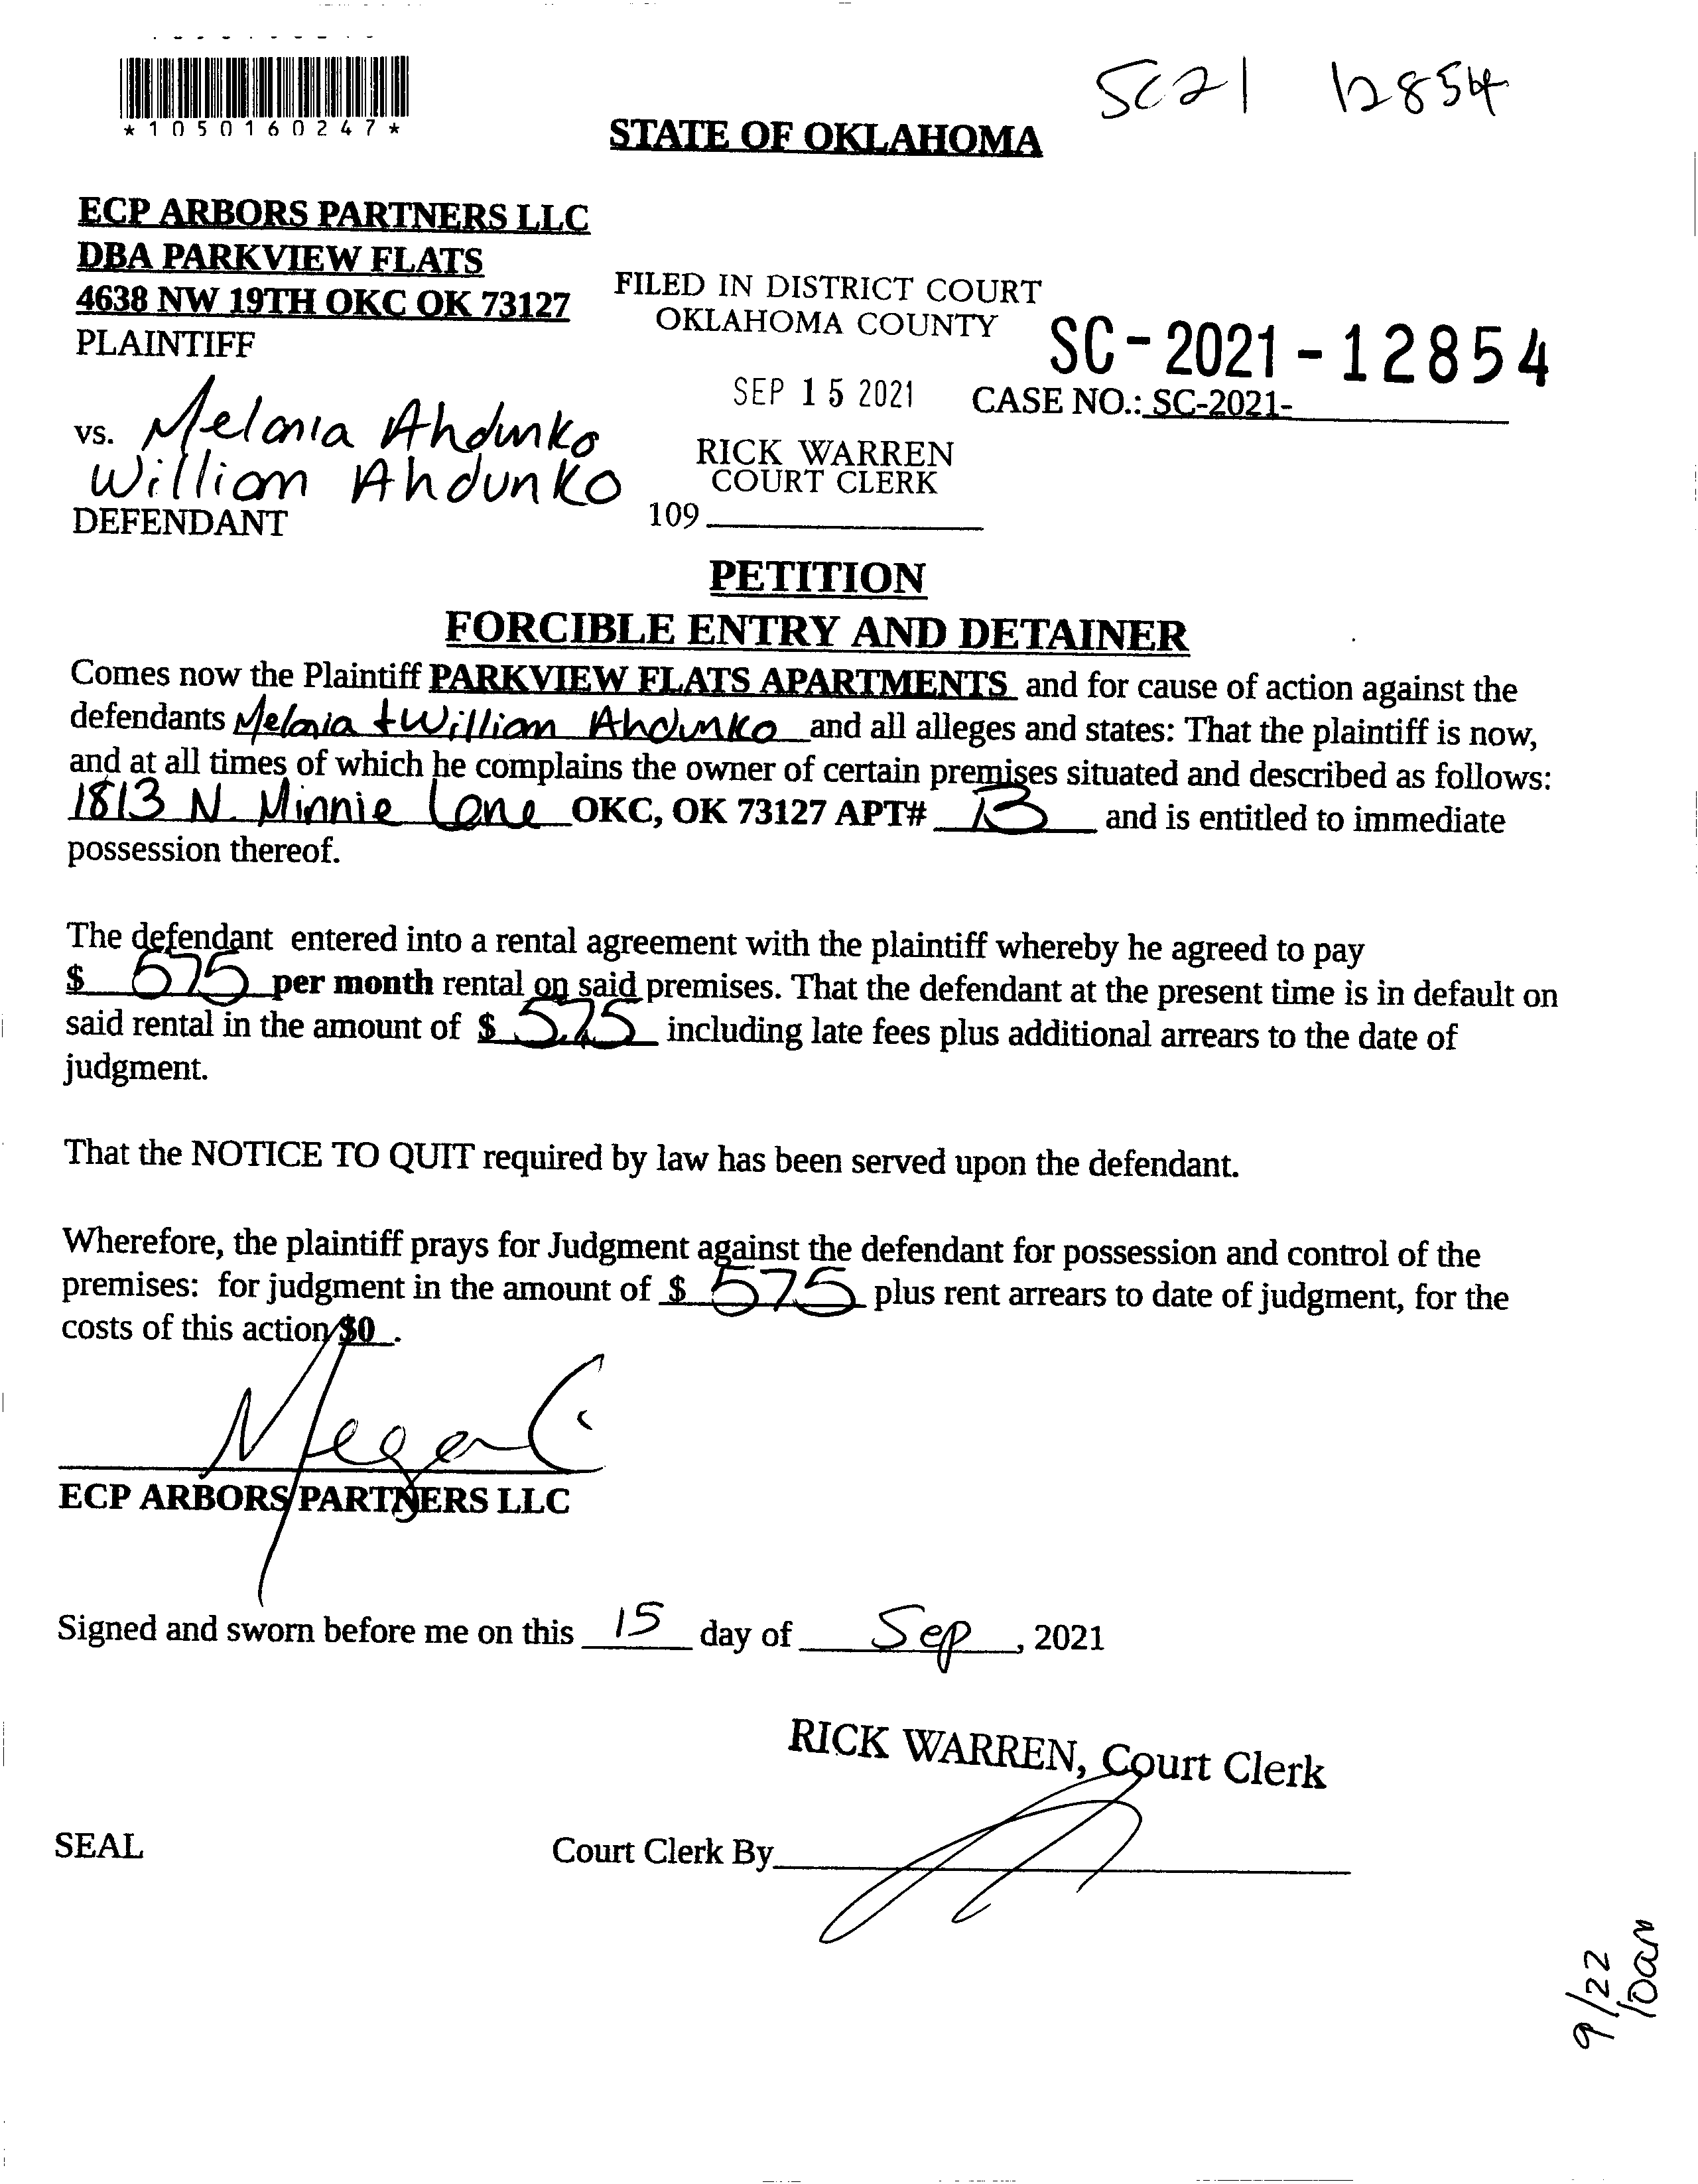 SC21 12854
*1050160247*
STATE OF OKLAHOMA
ECP ARBORS PARTNERS LLC
DBA PARKVIEW FLATS
4638 NW 19TH OKC OK 73127
PLAINTIFF
FILED IN DISTRICT COURT
OKLAHOMA COUNTY
SC-2021-12854
SEP 15 2021
CASE NO.: SC-2021-
vs. Melania Ahdunko
William Ahdunko
DEFENDANT
RICK WARREN
COURT CLERK
109
PETITION
FORCIBLE ENTRY AND DETAINER
Comes now the Plaintiff PARKVIEW FLATS APARTMENTS and for cause of action against the
defendants Melania + William Ahdunko and all alleges and states: That the plaintiff is now,
and at all times of which he complains the owner of certain premises situated and described as follows:
1813 N. Minnie Lane OKC, OK 73127 APT# and is entitled to immediate
possession thereof.
The defendant entered into a rental agreement with the plaintiff whereby he agreed to pay
$ 575 per month rental on said premises. That the defendant at the present time is in default on
said rental in the amount of $ 575 including late fees plus additional arrears to the date of
judgment.
That the NOTICE TO QUIT required by law has been served upon the defendant.
Wherefore, the plaintiff prays for Judgment against the defendant for possession and control of the
premises: for judgment in the amount of $ 575 plus rent arrears to date of judgment, for the
costs of this action $0 .
Megan C
ECP ARBORS PARTNERS LLC
Signed and sworn before me on this 15 day of Sep, 2021
RICK WARREN, Court Clerk
SEAL
Court Clerk By
9/22
10am